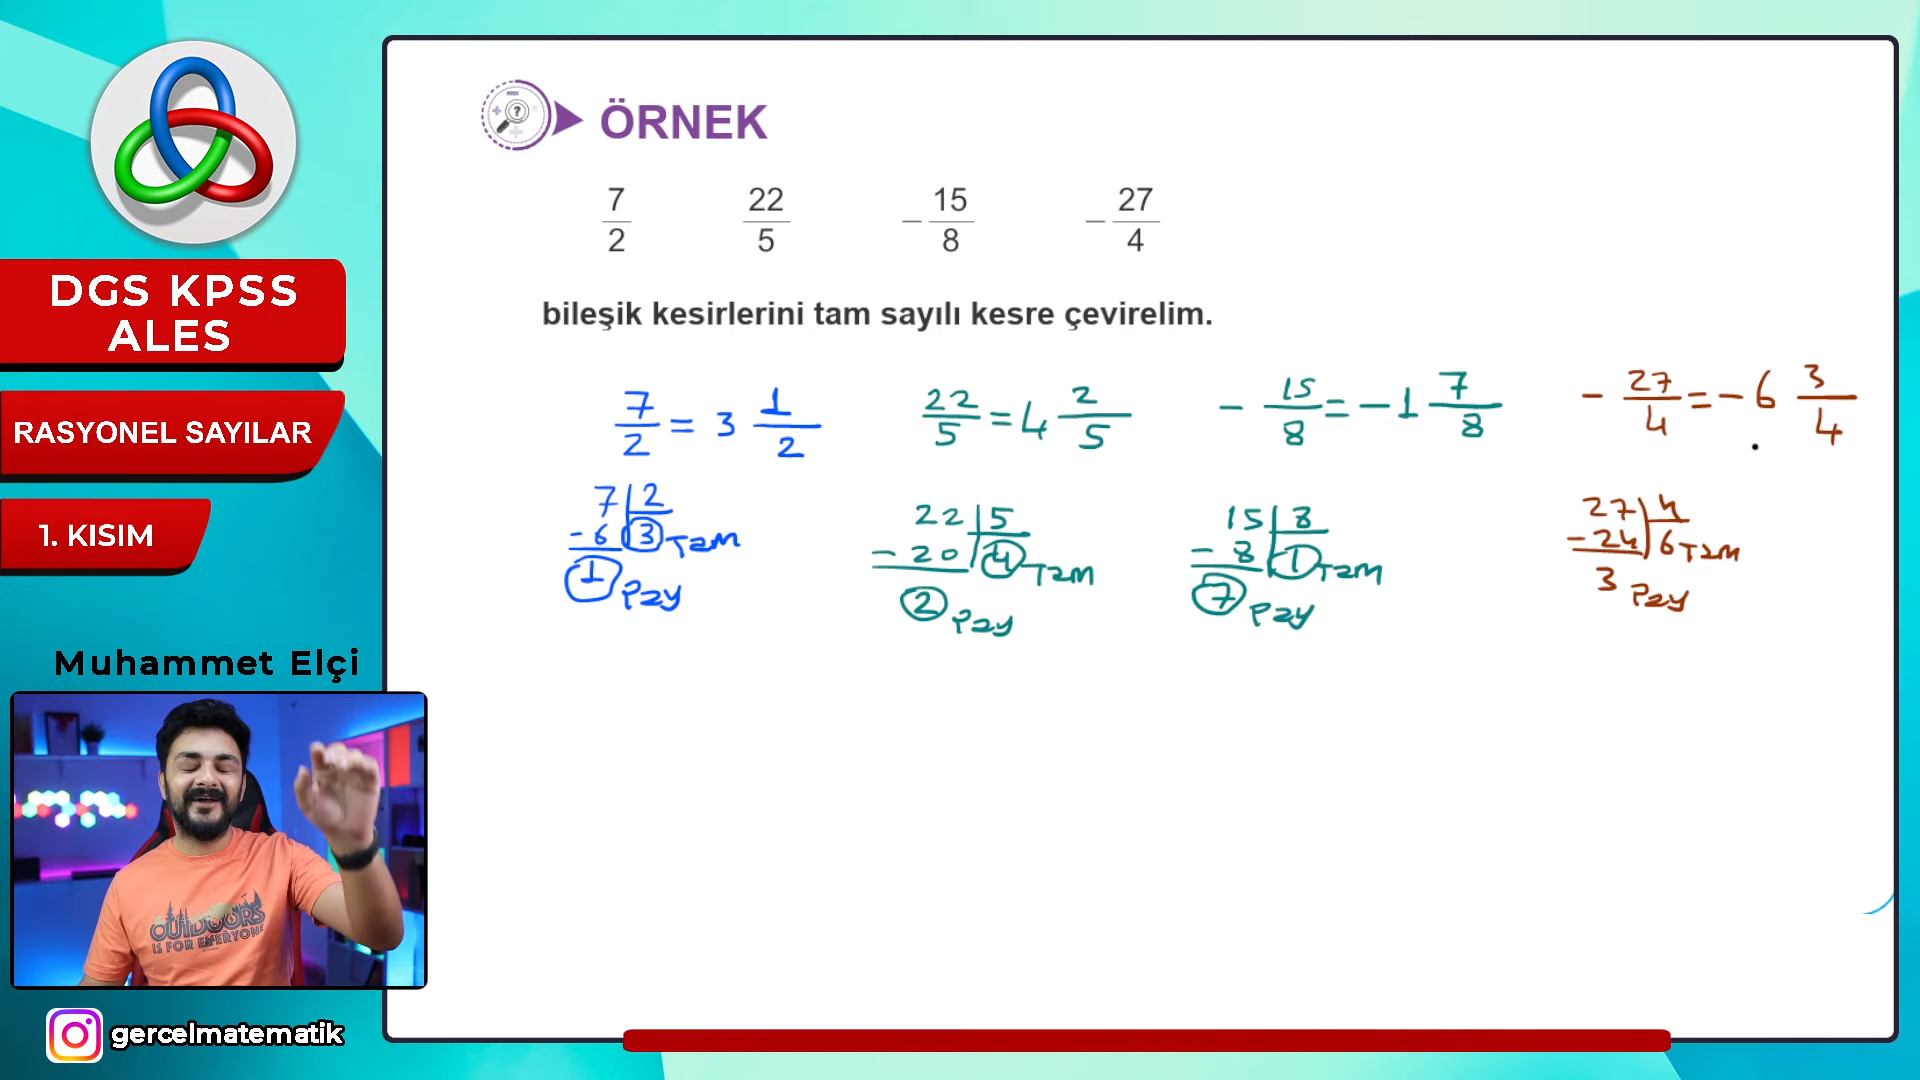 DGS KPSS
ALES
RASYONEL SAYILAR
1. KISIM
Muhammet Elçi
OUTDOORS
IS FOR EVERYONE
gercelmatematik
ÖRNEK
7/2 22/5 -15/8 -27/4
bileşik kesirlerini tam sayılı kesre çevirelim.
7/2 = 3 1/2
22/5 = 4 2/5
-15/8 = -1 7/8
-27/4 = -6 3/4
7 | 2
-6 3 Tam
1 Pay
22 | 5
-20 4 Tam
2 Pay
15 | 8
-8 1 Tam
7 Pay
27 | 4
-24 6 Tam
3 Pay